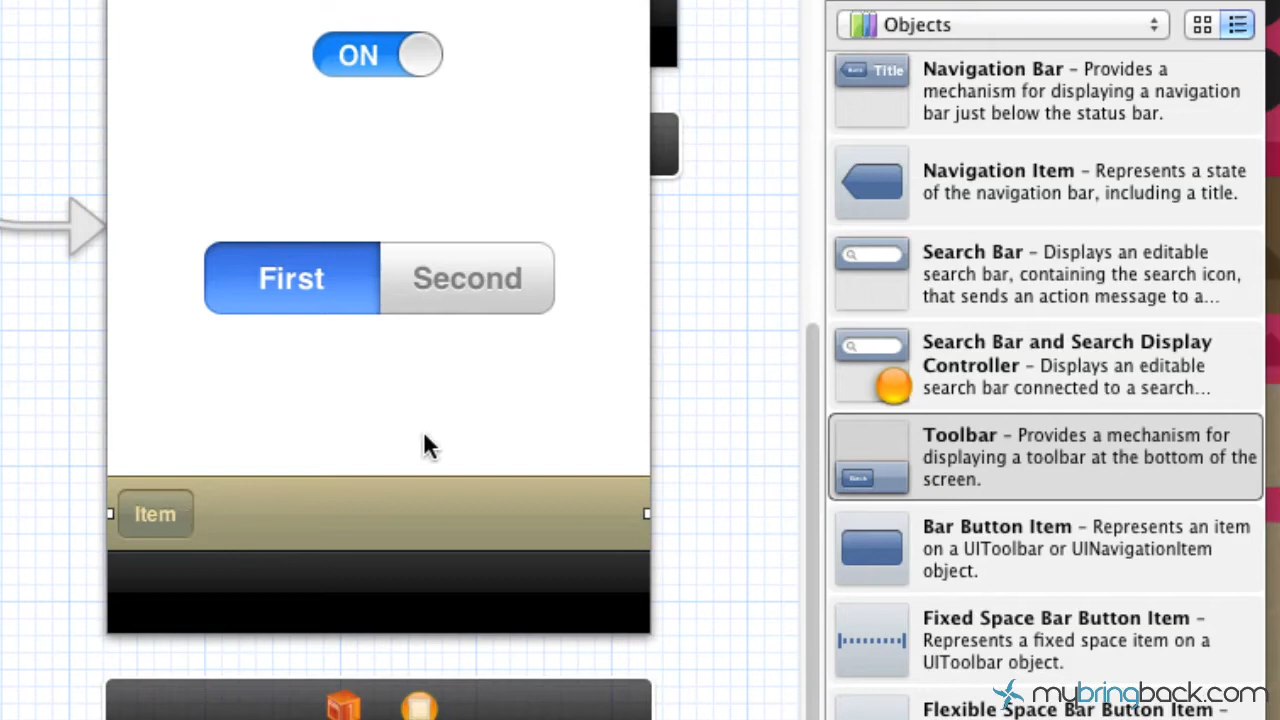 ON
First
Second
Item
Objects
Title
Navigation Bar – Provides a
mechanism for displaying a navigation
bar just below the status bar.
Navigation Item – Represents a state
of the navigation bar, including a title.
Search Bar – Displays an editable
search bar, containing the search icon,
that sends an action message to a...
Search Bar and Search Display
Controller – Displays an editable
search bar connected to a search...
Toolbar – Provides a mechanism for
displaying a toolbar at the bottom of the
screen.
Bar Button Item – Represents an item
on a UIToolbar or UINavigationItem
object.
Fixed Space Bar Button Item –
Represents a fixed space item on a
UIToolbar object.
Flexible Space Bar Button Item –
mybringback.com